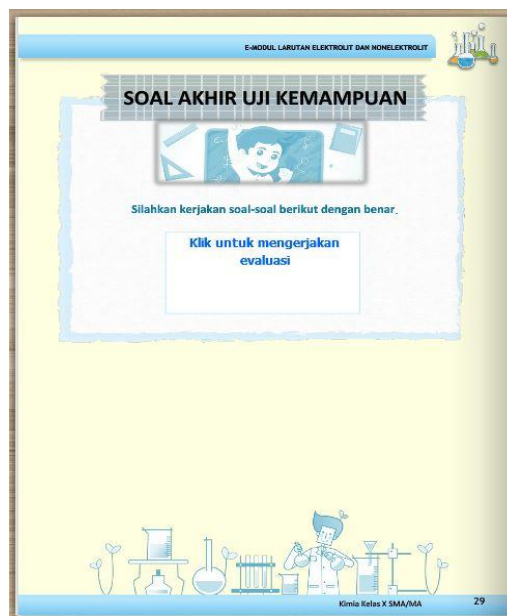 E-MODUL LARUTAN ELEKTROLIT DAN NONELEKTROLIT
SOAL AKHIR UJI KEMAMPUAN
Silahkan kerjakan soal-soal berikut dengan benar.
Klik untuk mengerjakan
evaluasi
Kimia Kelas X SMA/MA
29